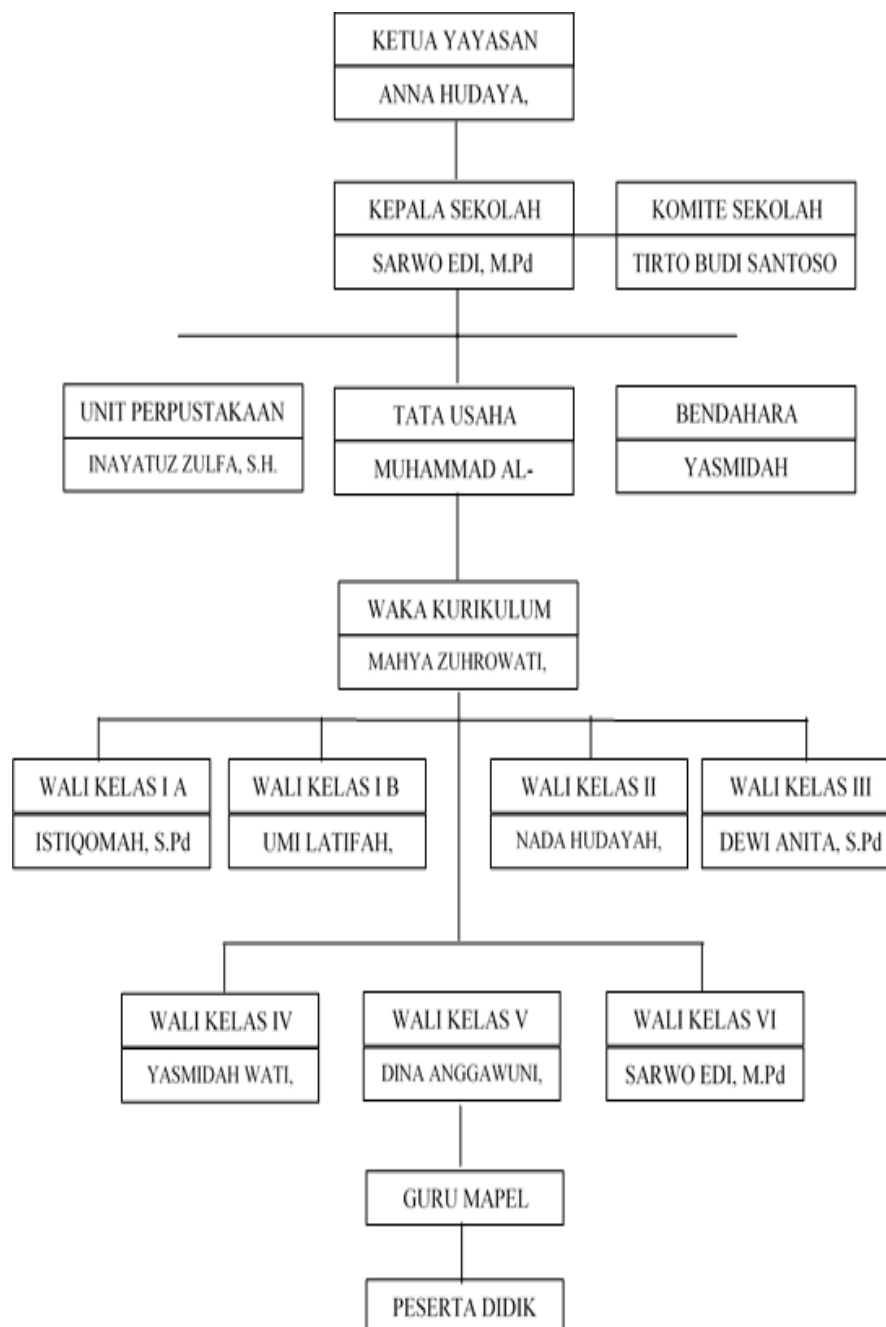 KETUA YAYASAN
ANNA HUDAYA,
KEPALA SEKOLAH
SARWO EDI, M.Pd
KOMITE SEKOLAH
TIRTO BUDI SANTOSO
UNIT PERPUSTAKAAN
INAYATUZ ZULFA, S.H.
TATA USAHA
MUHAMMAD AL-
BENDAHARA
YASMIDAH
WAKA KURIKULUM
MAHYA ZUHROWATI,
WALI KELAS I A
ISTIQOMAH, S.Pd
WALI KELAS I B
UMI LATIFAH,
WALI KELAS II
NADA HUDAYAH,
WALI KELAS III
DEWI ANITA, S.Pd
WALI KELAS IV
YASMIDAH WATI,
WALI KELAS V
DINA ANGGAWUNI,
WALI KELAS VI
SARWO EDI, M.Pd
GURU MAPEL
PESERTA DIDIK